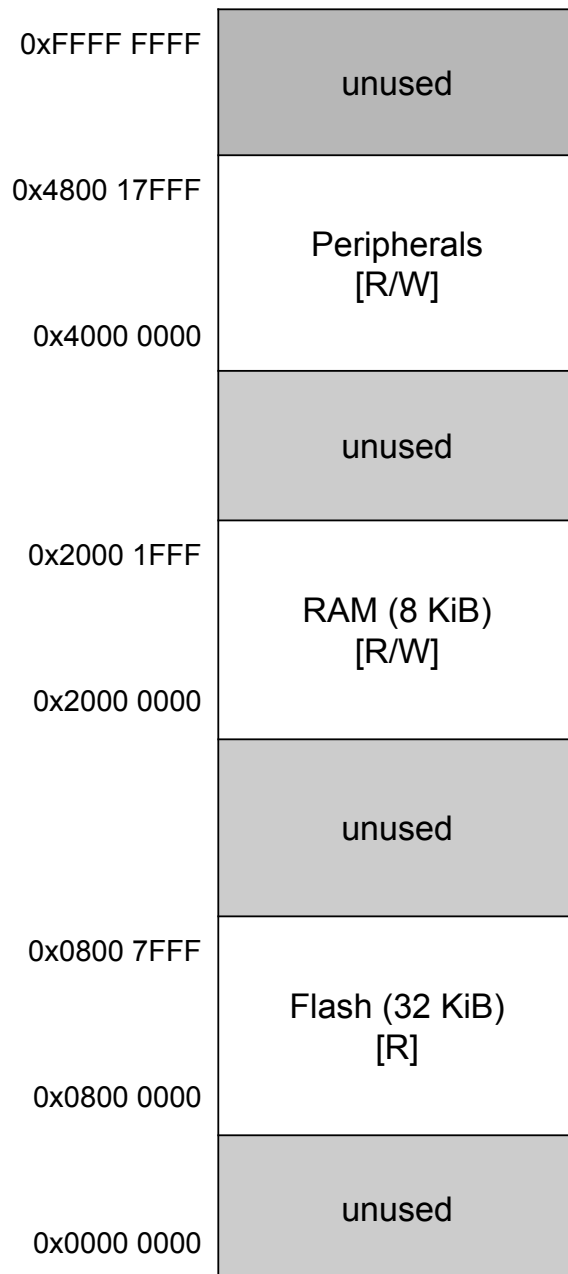 0xFFFF FFFF
unused
0x4800 17FFF
Peripherals
[R/W]
0x4000 0000
unused
0x2000 1FFF
RAM (8 KiB)
[R/W]
0x2000 0000
unused
0x0800 7FFF
Flash (32 KiB)
[R]
0x0800 0000
unused
0x0000 0000